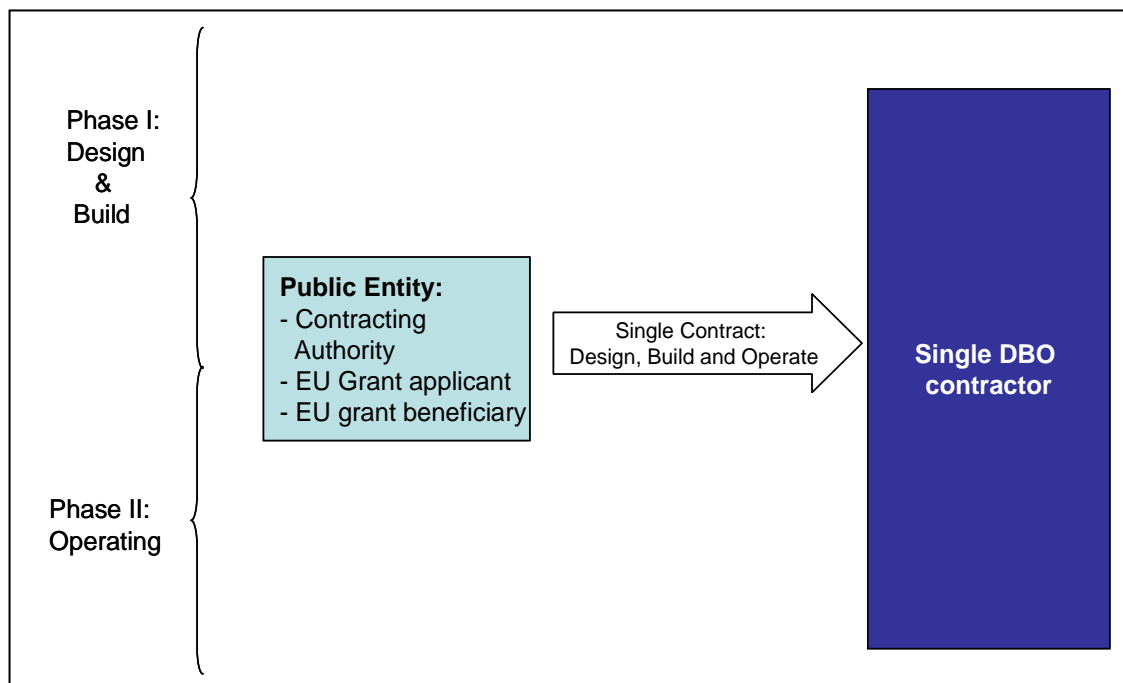 Phase I:
Design
&
Build
Public Entity:
- Contracting
Authority
- EU Grant applicant
- EU grant beneficiary
Single Contract:
Design, Build and Operate
Single DBO
contractor
Phase II:
Operating